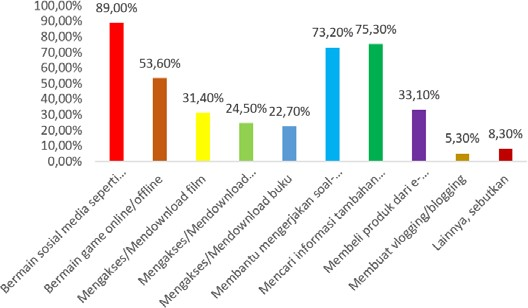 100,00%
90,00%
80,00%
70,00%
60,00%
50,00%
40,00%
30,00%
20,00%
10,00%
0,00%
89,00%
53,60%
31,40%
24,50%
22,70%
73,20%
75,30%
33,10%
5,30%
8,30%
Bermain sosial media seperti...
Bermain game online/offline
Mengakses/Mendownload film
Mengakses/Mendownload...
Mengakses/Mendownload buku
Membantu mengerjakan soal-...
Mencari informasi tambahan...
Membeli produk dari e-...
Membuat vlogging/blogging
Lainnya, sebutkan